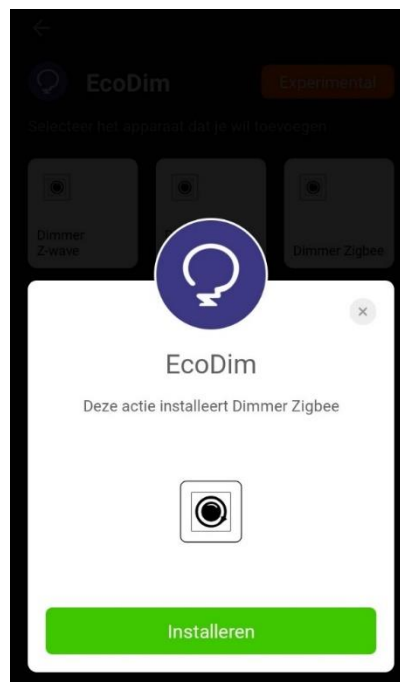 EcoDim
Experimental
Selecteer het apparaat dat je wil toevoegen
Dimmer
Z-wave
Dimmer Zigbee
EcoDim
Deze actie installeert Dimmer Zigbee
Installeren